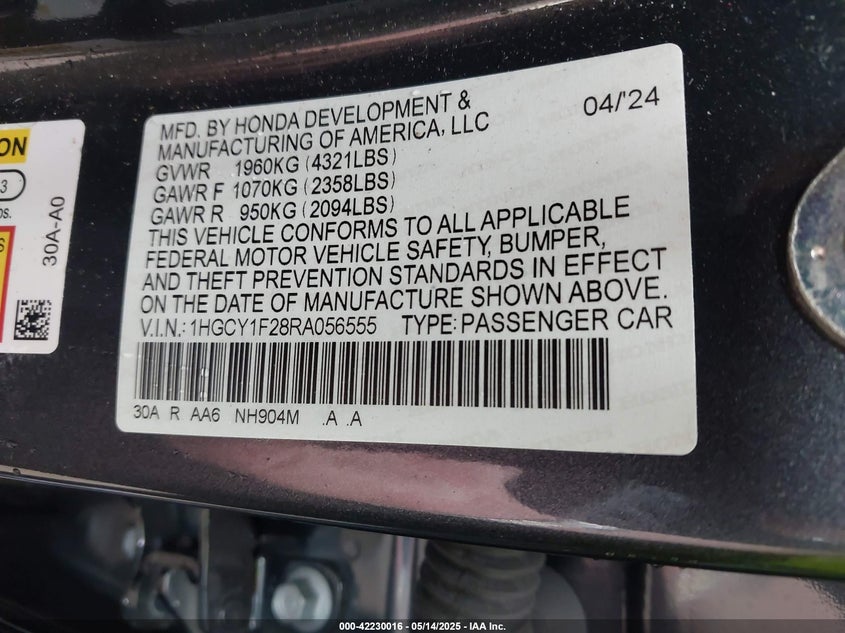 MFD. BY HONDA DEVELOPMENT &
MANUFACTURING OF AMERICA, LLC
04/'24
GVWR 1960KG (4321LBS)
GAWR F 1070KG (2358LBS)
GAWR R 950KG (2094LBS)
THIS VEHICLE CONFORMS TO ALL APPLICABLE
FEDERAL MOTOR VEHICLE SAFETY, BUMPER,
AND THEFT PREVENTION STANDARDS IN EFFECT
ON THE DATE OF MANUFACTURE SHOWN ABOVE.
V.I.N.: 1HGCY1F28RA056555 TYPE: PASSENGER CAR
30A R AA6 NH904M .A .A
ON
3
30A-A0
000-42230016 - 05/14/2025 - IAA Inc.